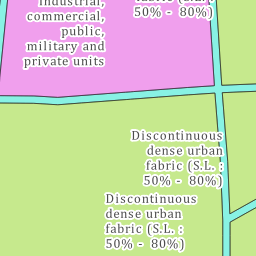 industrial,
commercial,
public,
military and
private units
fabric (S.L. :
50% - 80%)
Discontinuous
dense urban
fabric (S.L. :
50% - 80%)
Discontinuous
dense urban
fabric (S.L. :
50% - 80%)